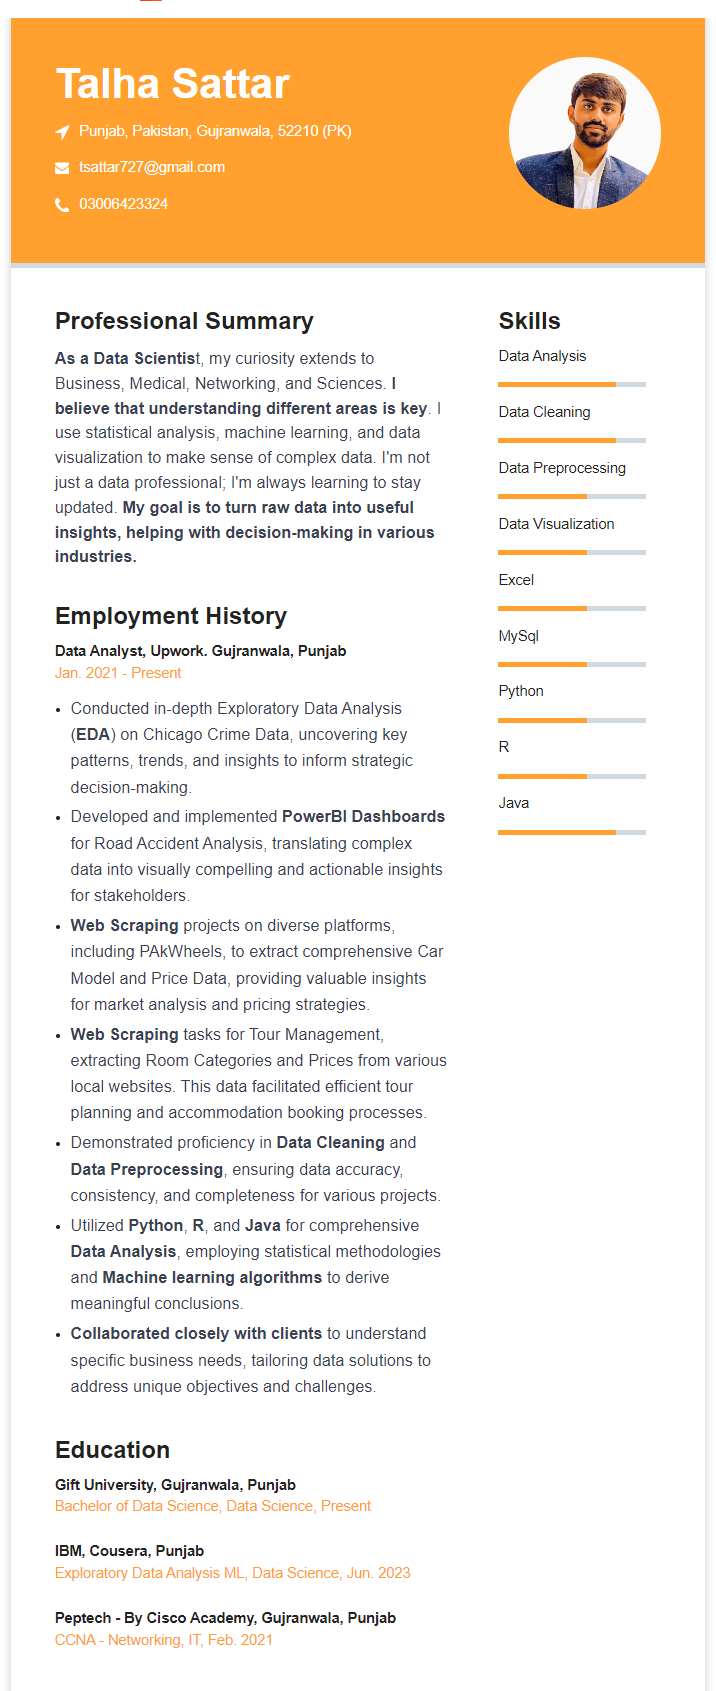 Talha Sattar
Punjab, Pakistan, Gujranwala, 52210 (PK)
tsattar727@gmail.com
03006423324
Professional Summary
As a Data Scientist, my curiosity extends to
Business, Medical, Networking, and Sciences. I
believe that understanding different areas is key. I
use statistical analysis, machine learning, and data
visualization to make sense of complex data. I'm not
just a data professional; I'm always learning to stay
updated. My goal is to turn raw data into useful
insights, helping with decision-making in various
industries.
Employment History
Data Analyst, Upwork. Gujranwala, Punjab
Jan. 2021 - Present
• Conducted in-depth Exploratory Data Analysis
(EDA) on Chicago Crime Data, uncovering key
patterns, trends, and insights to inform strategic
decision-making.
• Developed and implemented PowerBI Dashboards
for Road Accident Analysis, translating complex
data into visually compelling and actionable insights
for stakeholders.
• Web Scraping projects on diverse platforms,
including PAkWheels, to extract comprehensive Car
Model and Price Data, providing valuable insights
for market analysis and pricing strategies.
• Web Scraping tasks for Tour Management,
extracting Room Categories and Prices from various
local websites. This data facilitated efficient tour
planning and accommodation booking processes.
• Demonstrated proficiency in Data Cleaning and
Data Preprocessing, ensuring data accuracy,
consistency, and completeness for various projects.
• Utilized Python, R, and Java for comprehensive
Data Analysis, employing statistical methodologies
and Machine learning algorithms to derive
meaningful conclusions.
• Collaborated closely with clients to understand
specific business needs, tailoring data solutions to
address unique objectives and challenges.
Education
Gift University, Gujranwala, Punjab
Bachelor of Data Science, Data Science, Present
IBM, Cousera, Punjab
Exploratory Data Analysis ML, Data Science, Jun. 2023
Peptech - By Cisco Academy, Gujranwala, Punjab
CCNA - Networking, IT, Feb. 2021
Skills
Data Analysis
Data Cleaning
Data Preprocessing
Data Visualization
Excel
MySql
Python
R
Java